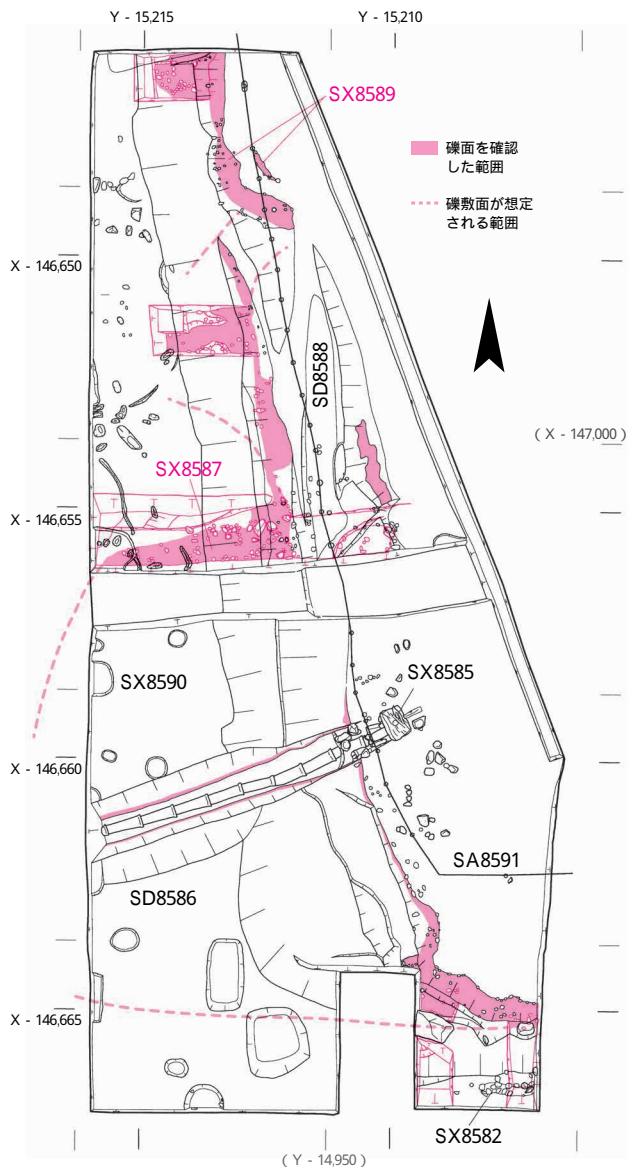 Y - 15,215
Y - 15,210
SX8589
礫面を確認
した範囲
礫敷面が想定
される範囲
X - 146,650
SD8588
( X - 147,000 )
SX8587
X - 146,655
SX8590
SX8585
X - 146,660
SA8591
SD8586
X - 146,665
SX8582
( Y - 14,950 )